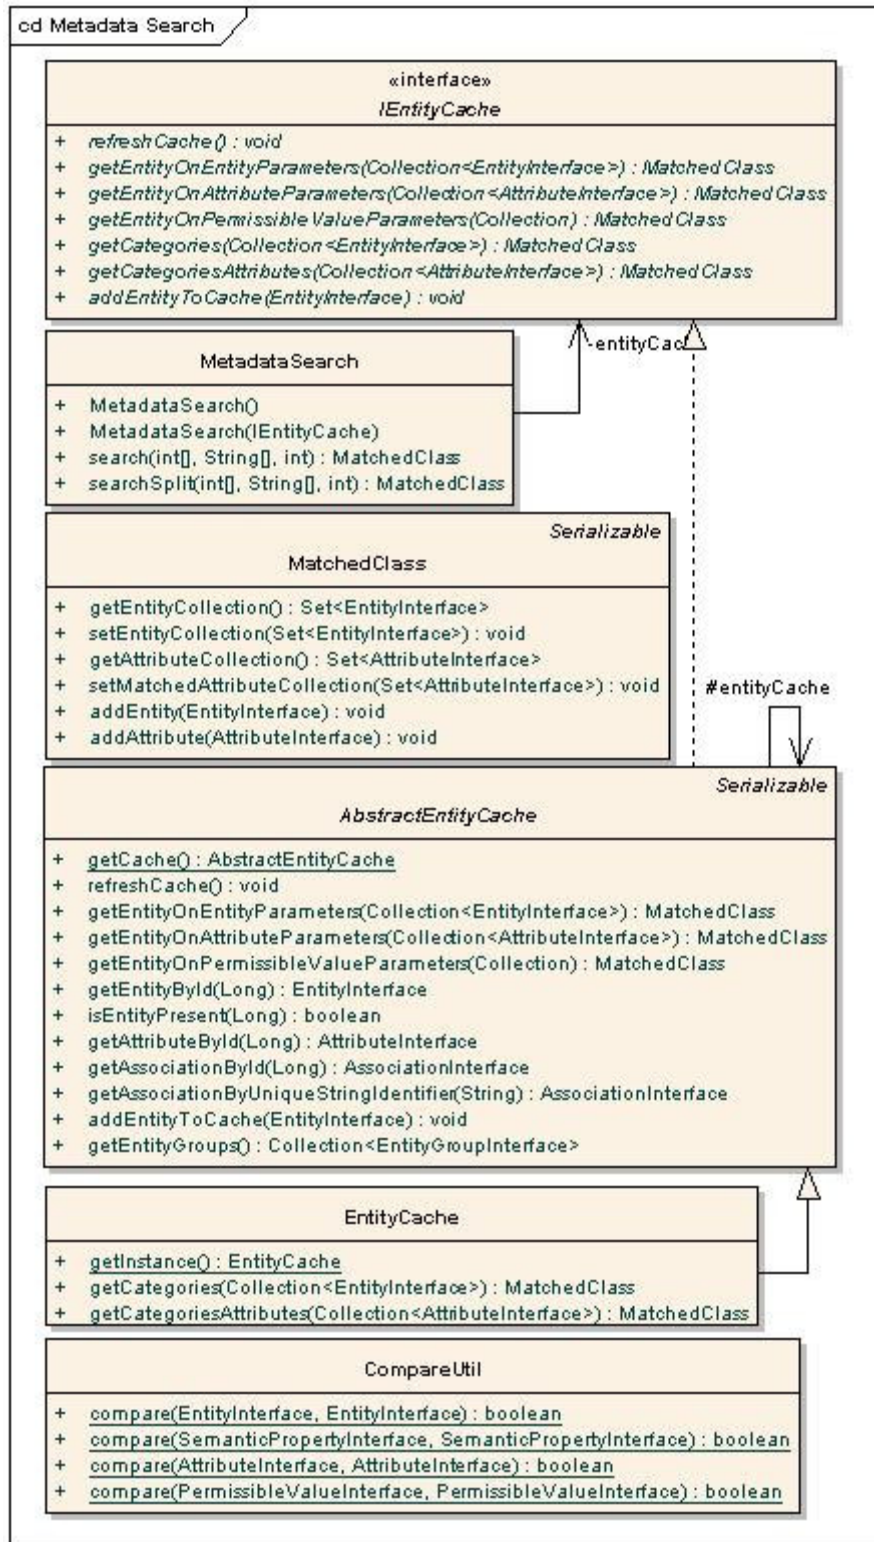 cd Metadata Search
«interface»
IEntityCache
+ refreshCache() : void
+ getEntityOnEntityParameters(Collection<EntityInterface>) : MatchedClass
+ getEntityOnAttributeParameters(Collection<AttributeInterface>) : MatchedClass
+ getEntityOnPermissibleValueParameters(Collection) : MatchedClass
+ getCategories(Collection<EntityInterface>) : MatchedClass
+ getCategoriesAttributes(Collection<AttributeInterface>) : MatchedClass
+ addEntityToCache(EntityInterface) : void
-entityCac
MetadataSearch
+ MetadataSearch()
+ MetadataSearch(IEntityCache)
+ search(int[], String[], int) : MatchedClass
+ searchSplit(int[], String[], int) : MatchedClass
Serializable
MatchedClass
+ getEntityCollection() : Set<EntityInterface>
+ setEntityCollection(Set<EntityInterface>) : void
+ getAttributeCollection() : Set<AttributeInterface>
+ setMatchedAttributeCollection(Set<AttributeInterface>) : void
+ addEntity(EntityInterface) : void
+ addAttribute(AttributeInterface) : void
#entityCache
Serializable
AbstractEntityCache
+ getCache() : AbstractEntityCache
+ refreshCache() : void
+ getEntityOnEntityParameters(Collection<EntityInterface>) : MatchedClass
+ getEntityOnAttributeParameters(Collection<AttributeInterface>) : MatchedClass
+ getEntityOnPermissibleValueParameters(Collection) : MatchedClass
+ getEntityById(Long) : EntityInterface
+ isEntityPresent(Long) : boolean
+ getAttributeById(Long) : AttributeInterface
+ getAssociationById(Long) : AssociationInterface
+ getAssociationByUniqueStringIdentifier(String) : AssociationInterface
+ addEntityToCache(EntityInterface) : void
+ getEntityGroups() : Collection<EntityGroupInterface>
EntityCache
+ getInstance() : EntityCache
+ getCategories(Collection<EntityInterface>) : MatchedClass
+ getCategoriesAttributes(Collection<AttributeInterface>) : MatchedClass
CompareUtil
+ compare(EntityInterface, EntityInterface) : boolean
+ compare(SemanticPropertyInterface, SemanticPropertyInterface) : boolean
+ compare(AttributeInterface, AttributeInterface) : boolean
+ compare(PermissibleValueInterface, PermissibleValueInterface) : boolean